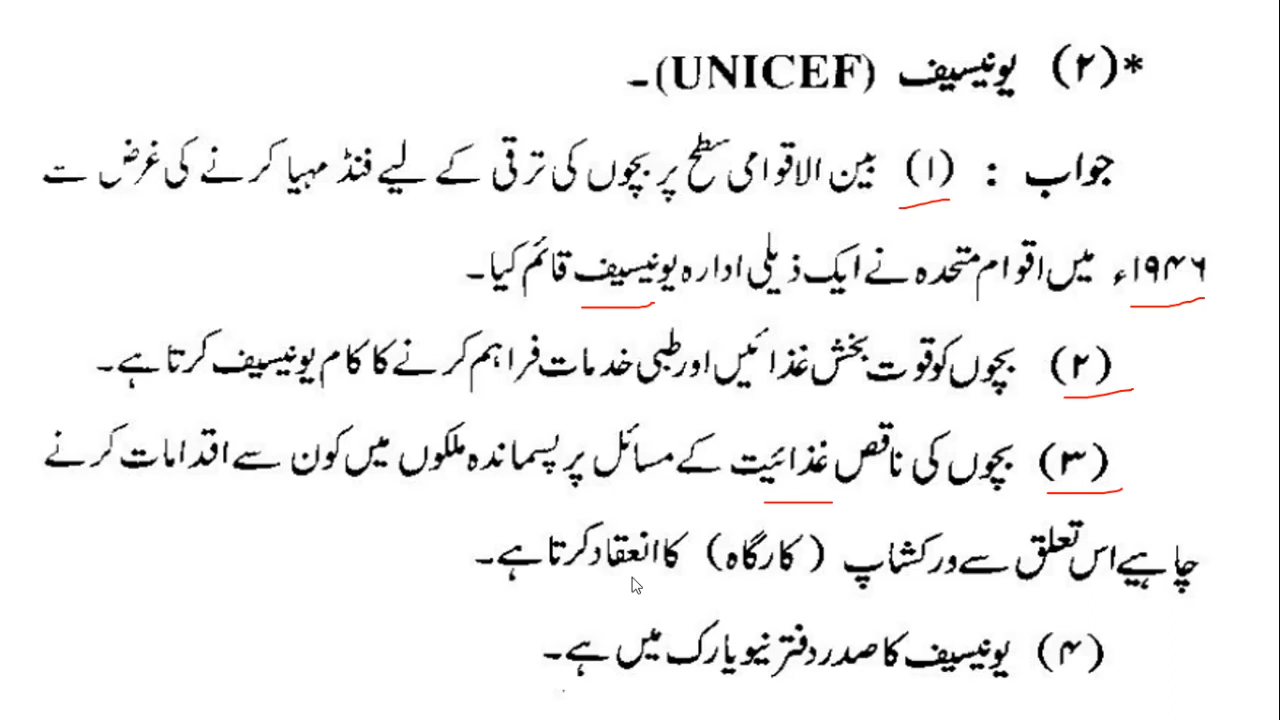 *(۲) یونیسیف (UNICEF)۔
جواب : (۱) بین الاقوامی سطح پر بچوں کی ترقی کے لیے فنڈ مہیا کرنے کی غرض سے
۱۹۴۶ء میں اقوام متحدہ نے ایک ذیلی ادارہ یونیسیف قائم کیا۔
(۲) بچوں کو قوت بخش غذائیں اور طبی خدمات فراہم کرنے کا کام یونیسیف کرتا ہے۔
(۳) بچوں کی ناقص غذائیت کے مسائل پر پسماندہ ملکوں میں کون سے اقدامات کرنے
چاہیے اس تعلق سے ورکشاپ (کارگاہ) کا انعقاد کرتا ہے۔
(۴) یونیسیف کا صدر دفتر نیویارک میں ہے۔